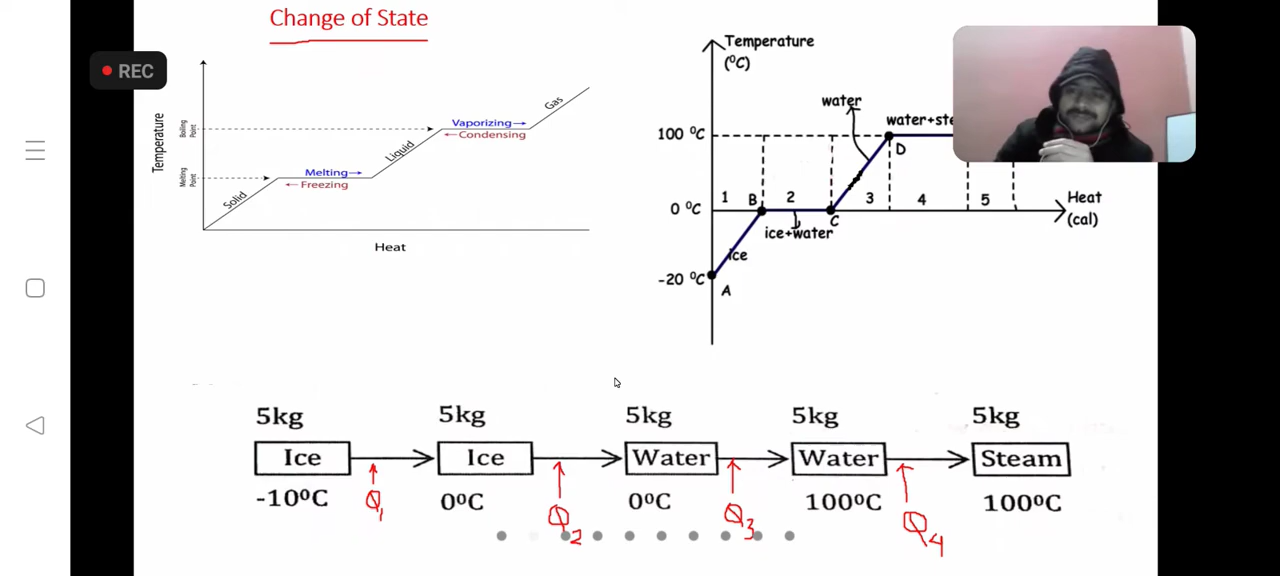 Change of State
REC
Temperature
Boiling
Point
Melting
Point
Solid
Melting →
← Freezing
Liquid
Vaporizing →
← Condensing
Gas
Heat
Temperature
(⁰C)
water
water+ste
100 ⁰C
D
1
B
2
3
4
5
Heat
(cal)
0 ⁰C
C
ice+water
ice
-20 ⁰C
A
5kg 5kg 5kg 5kg 5kg
Ice Ice Water Water Steam
-10⁰C 0⁰C 0⁰C 100⁰C 100⁰C
Q1 Q2 Q3 Q4